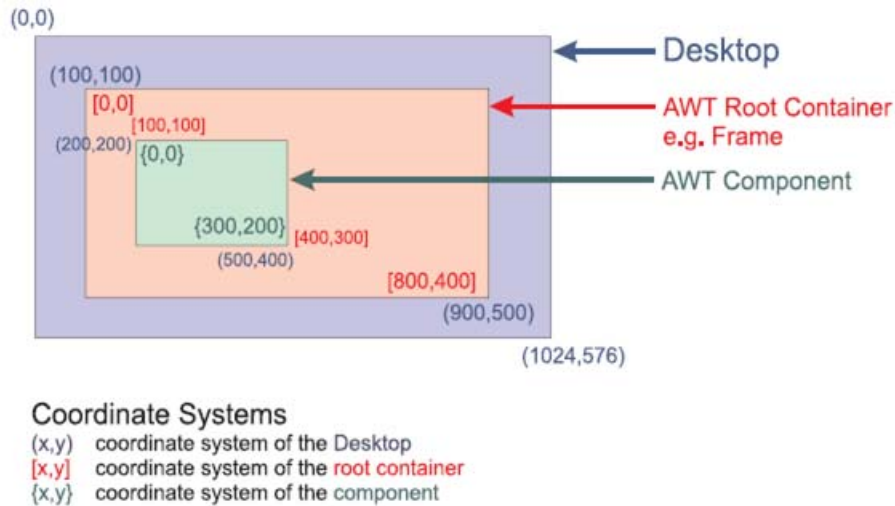 (0,0)
Desktop
(100,100)
[0,0]
AWT Root Container
e.g. Frame
[100,100]
(200,200)
{0,0}
AWT Component
{300,200}
[400,300]
(500,400)
[800,400]
(900,500)
(1024,576)
Coordinate Systems
(x,y) coordinate system of the Desktop
[x,y] coordinate system of the root container
{x,y} coordinate system of the component